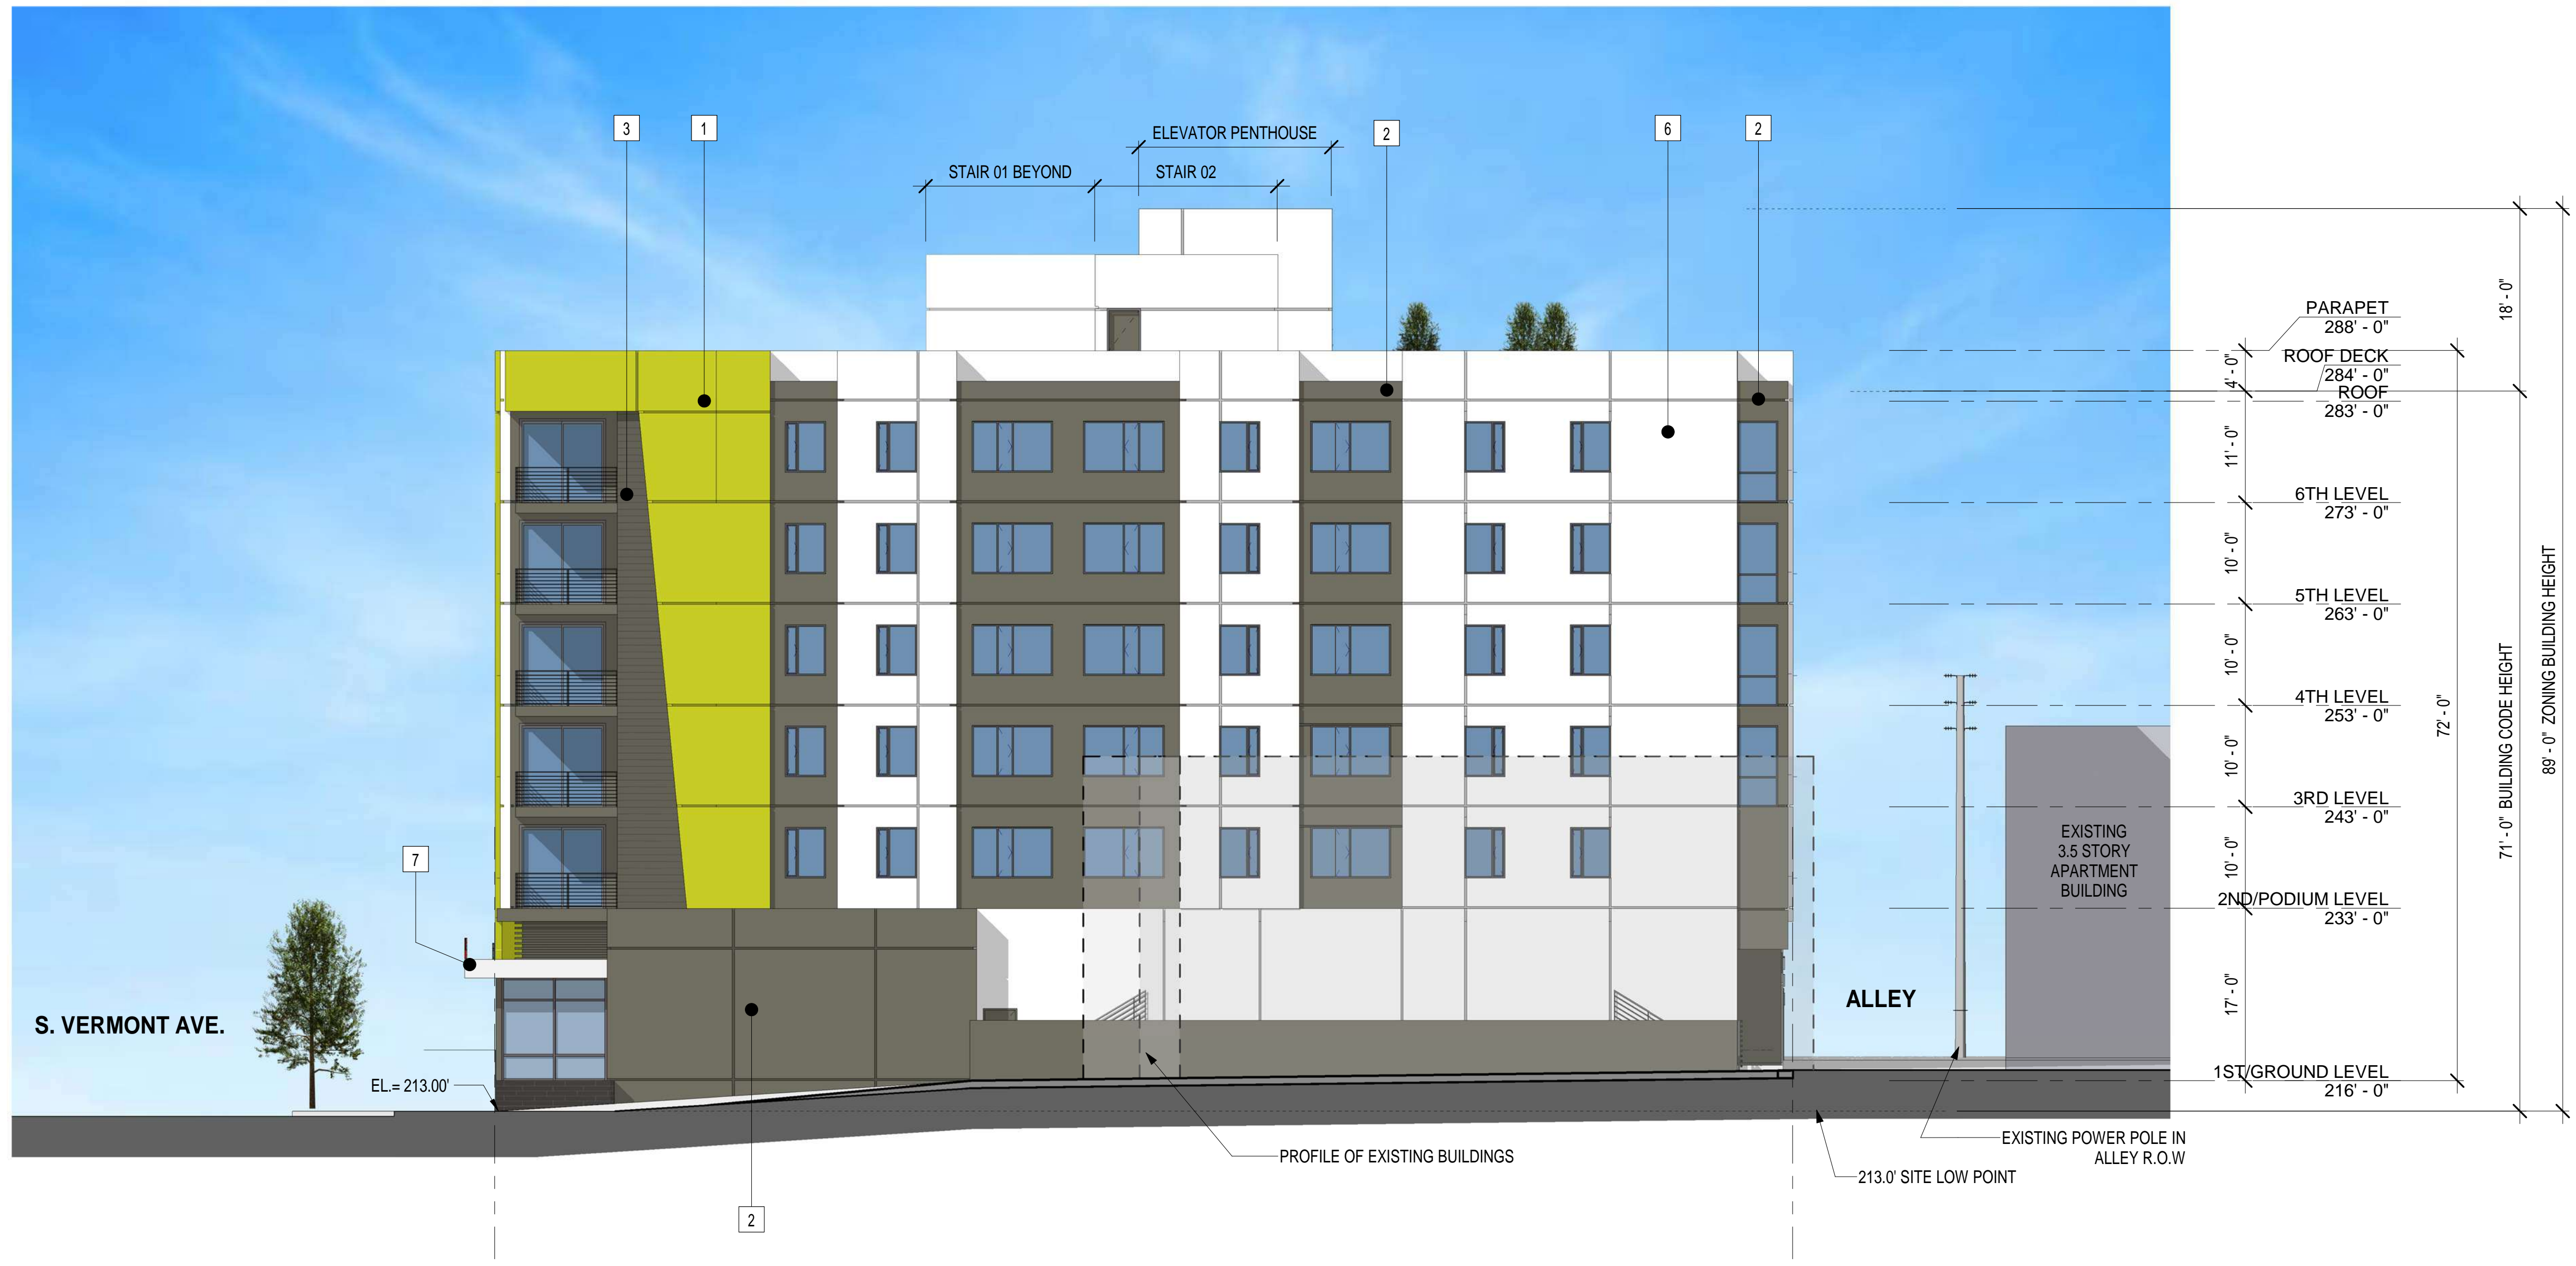 3
1
ELEVATOR PENTHOUSE
2
6
2
STAIR 01 BEYOND
STAIR 02
PARAPET
288' - 0"
ROOF DECK
284' - 0"
ROOF
283' - 0"
6TH LEVEL
273' - 0"
5TH LEVEL
263' - 0"
4TH LEVEL
253' - 0"
3RD LEVEL
243' - 0"
2ND/PODIUM LEVEL
233' - 0"
1ST/GROUND LEVEL
216' - 0"
4' - 0"
11' - 0"
10' - 0"
10' - 0"
10' - 0"
10' - 0"
17' - 0"
72' - 0"
18' - 0"
71' - 0" BUILDING CODE HEIGHT
89' - 0" ZONING BUILDING HEIGHT
EXISTING
3.5 STORY
APARTMENT
BUILDING
7
S. VERMONT AVE.
ALLEY
EL.= 213.00'
PROFILE OF EXISTING BUILDINGS
EXISTING POWER POLE IN
ALLEY R.O.W
213.0' SITE LOW POINT
2